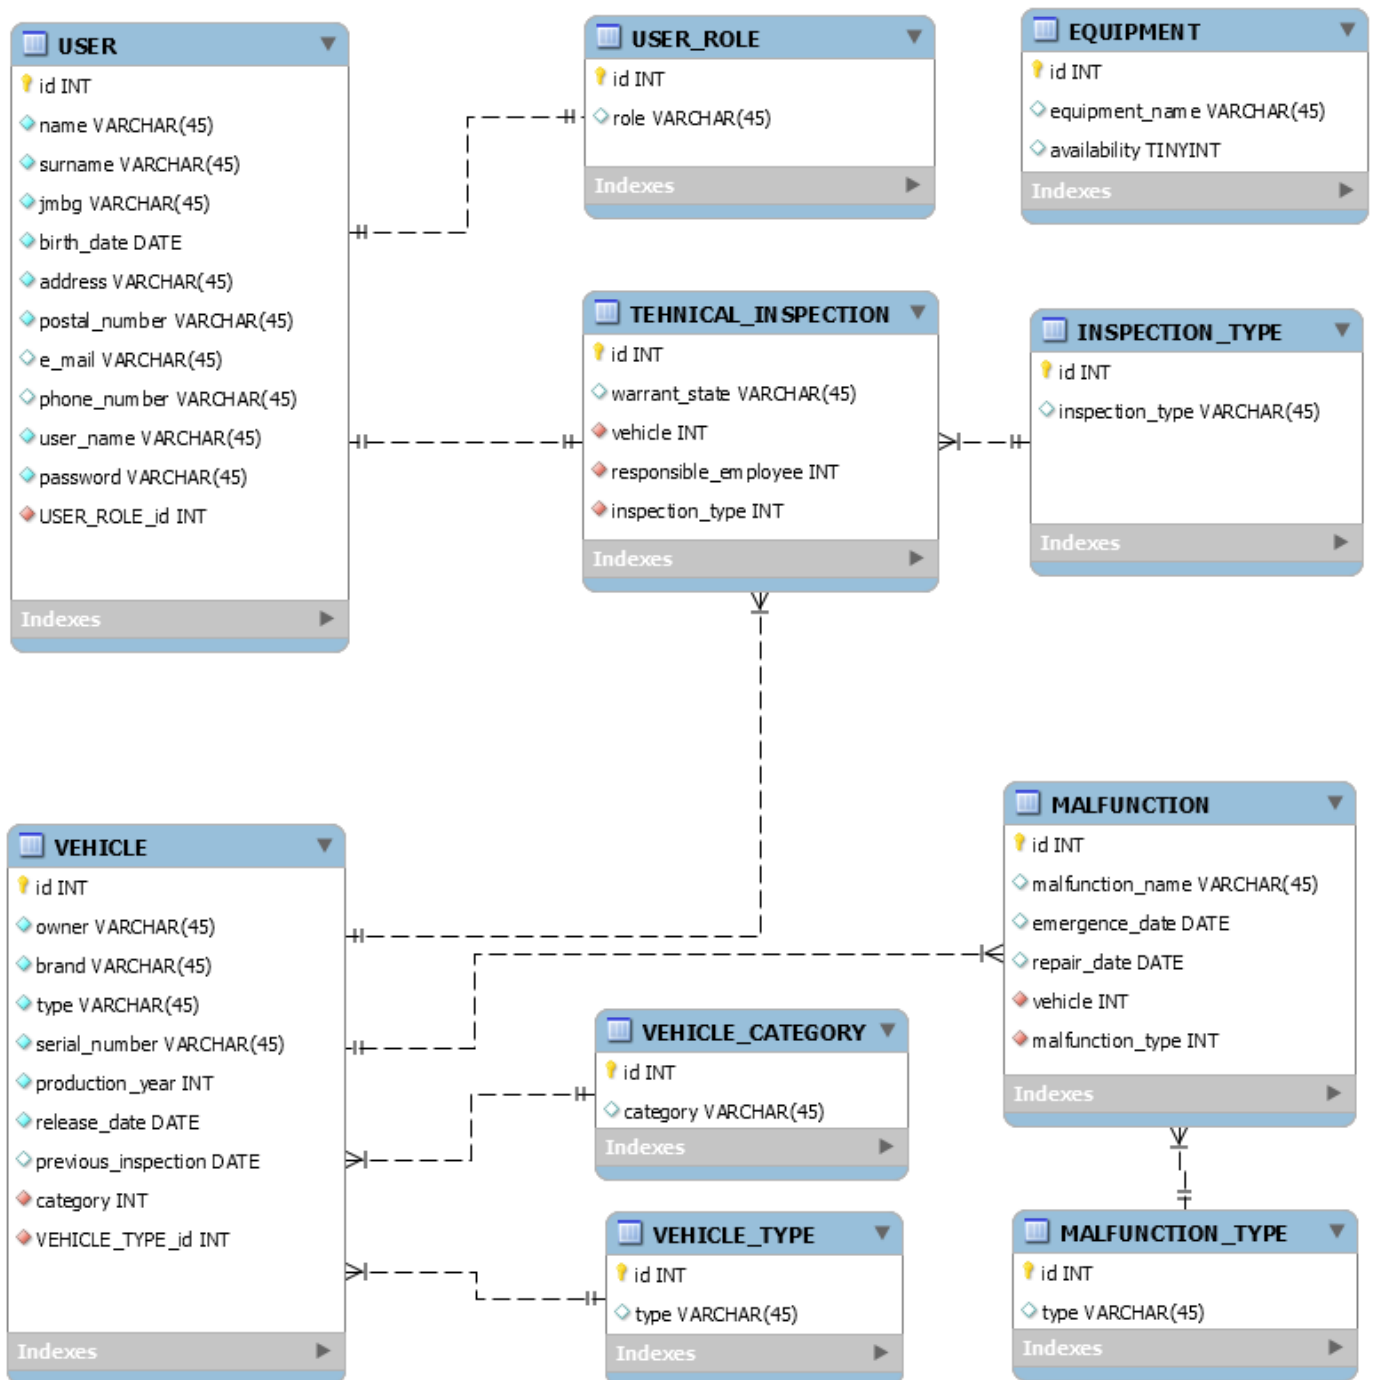 USER
id INT
name VARCHAR(45)
surname VARCHAR(45)
jmbg VARCHAR(45)
birth_date DATE
address VARCHAR(45)
postal_number VARCHAR(45)
e_mail VARCHAR(45)
phone_number VARCHAR(45)
user_name VARCHAR(45)
password VARCHAR(45)
USER_ROLE_id INT
Indexes
USER_ROLE
id INT
role VARCHAR(45)
Indexes
EQUIPMENT
id INT
equipment_name VARCHAR(45)
availability TINYINT
Indexes
TEHNICAL_INSPECTION
id INT
warrant_state VARCHAR(45)
vehicle INT
responsible_employee INT
inspection_type INT
Indexes
INSPECTION_TYPE
id INT
inspection_type VARCHAR(45)
Indexes
VEHICLE
id INT
owner VARCHAR(45)
brand VARCHAR(45)
type VARCHAR(45)
serial_number VARCHAR(45)
production_year INT
release_date DATE
previous_inspection DATE
category INT
VEHICLE_TYPE_id INT
Indexes
VEHICLE_CATEGORY
id INT
category VARCHAR(45)
Indexes
VEHICLE_TYPE
id INT
type VARCHAR(45)
Indexes
MALFUNCTION
id INT
malfunction_name VARCHAR(45)
emergence_date DATE
repair_date DATE
vehicle INT
malfunction_type INT
Indexes
MALFUNCTION_TYPE
id INT
type VARCHAR(45)
Indexes